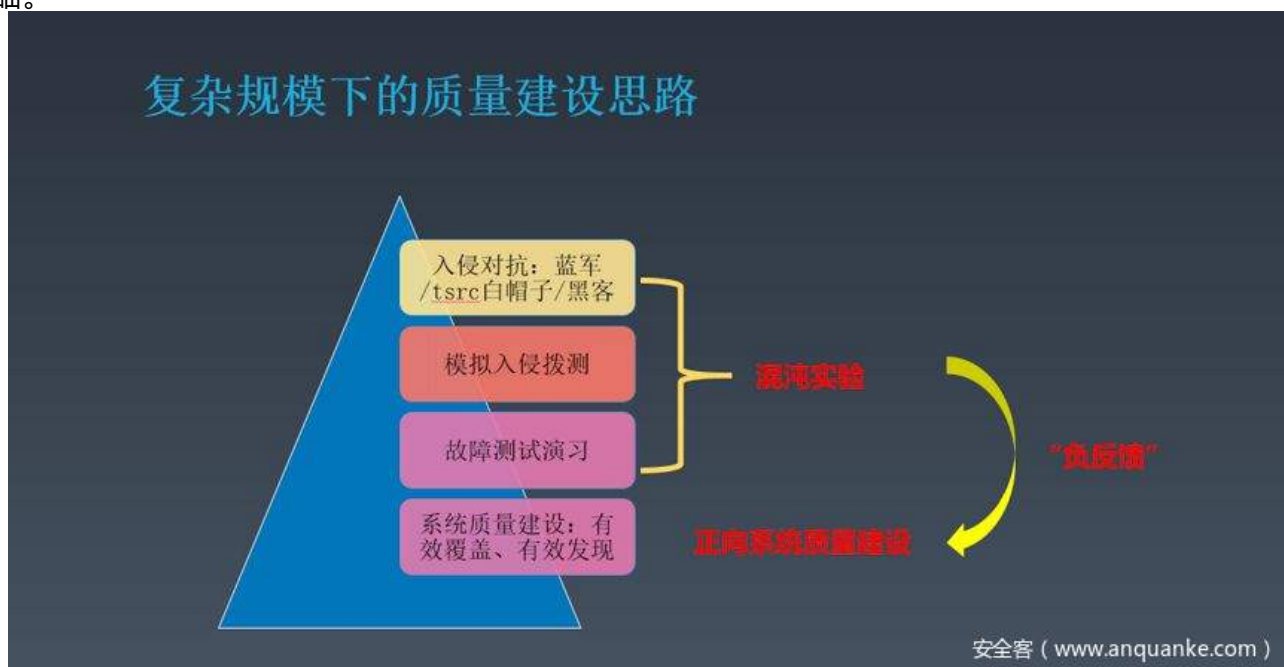 复杂规模下的质量建设思路
入侵对抗：蓝军
/tsrc白帽子/黑客
模拟入侵拨测
故障测试演习
系统质量建设：有
效覆盖、有效发现
混沌实验
"负反馈"
正向系统质量建设
安全客（www.anquanke.com）